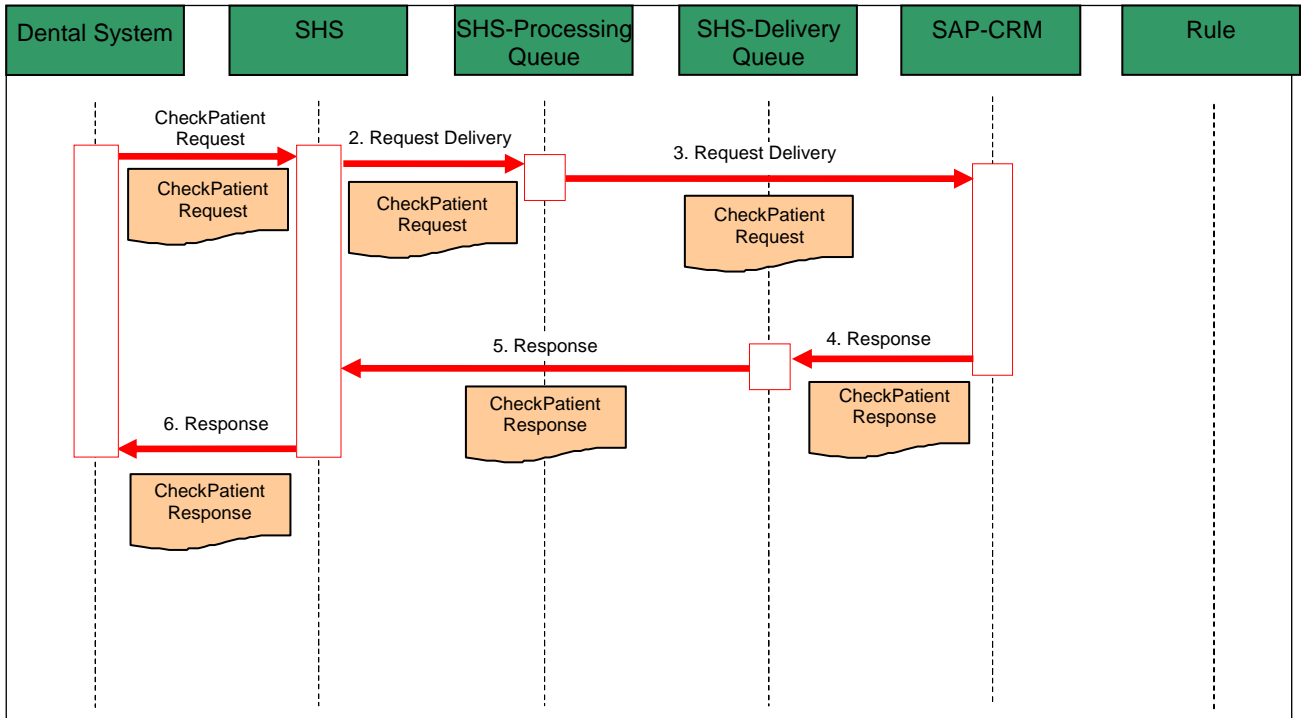 Dental System
SHS
SHS-Processing
Queue
SHS-Delivery
Queue
SAP-CRM
Rule
CheckPatient
Request
2. Request Delivery
3. Request Delivery
CheckPatient
Request
CheckPatient
Request
CheckPatient
Request
5. Response
4. Response
CheckPatient
Response
CheckPatient
Response
6. Response
CheckPatient
Response